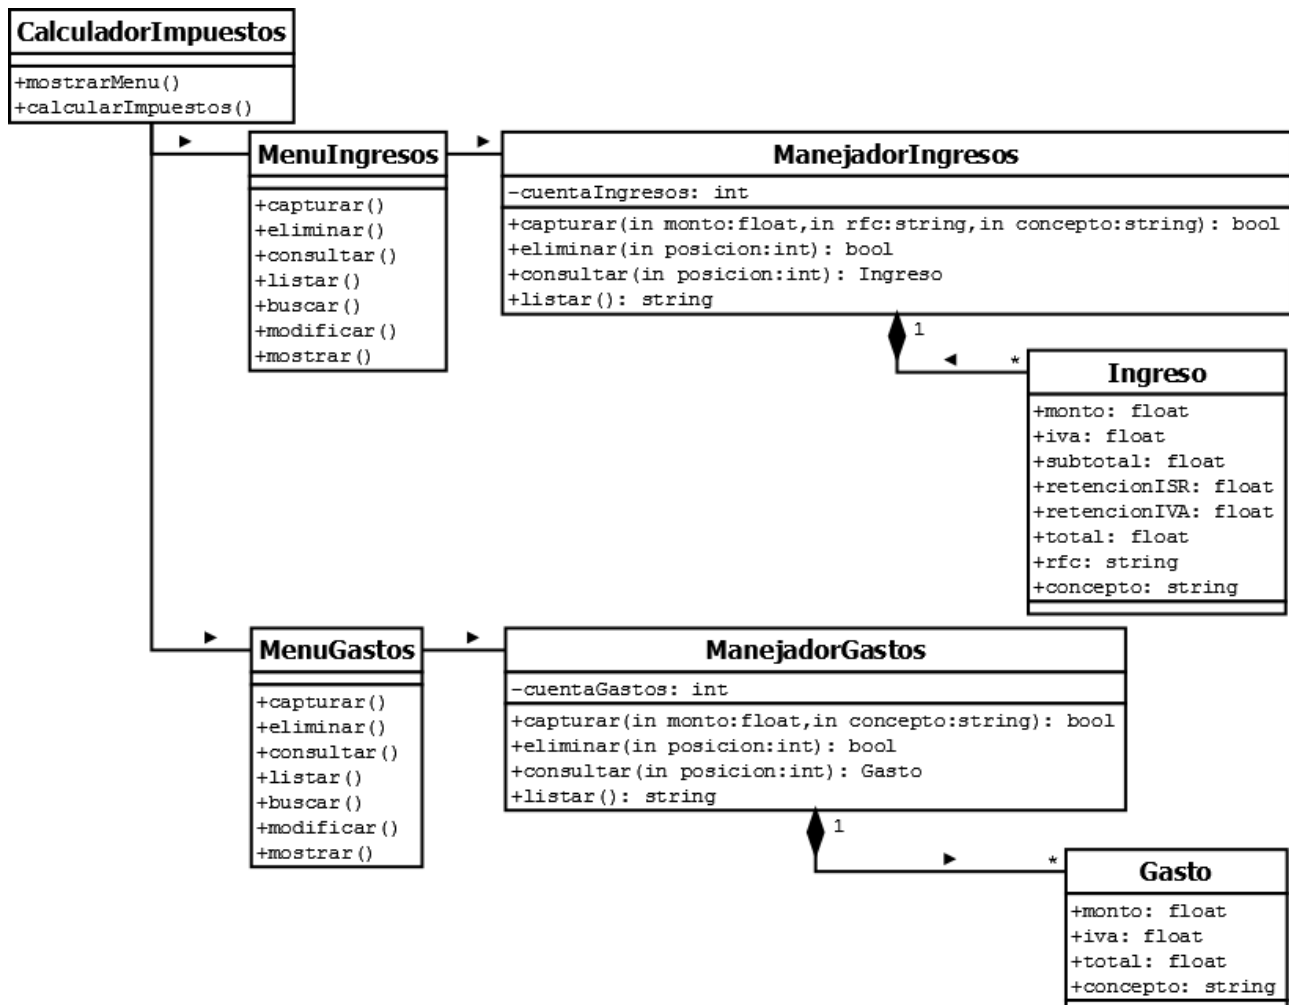 CalculadorImpuestos
+mostrarMenu()
+calcularImpuestos()
MenuIngresos
+capturar()
+eliminar()
+consultar()
+listar()
+buscar()
+modificar()
+mostrar()
ManejadorIngresos
-cuentaIngresos: int
+capturar(in monto:float,in rfc:string,in concepto:string): bool
+eliminar(in posicion:int): bool
+consultar(in posicion:int): Ingreso
+listar(): string
1
*
Ingreso
+monto: float
+iva: float
+subtotal: float
+retencionISR: float
+retencionIVA: float
+total: float
+rfc: string
+concepto: string
MenuGastos
+capturar()
+eliminar()
+consultar()
+listar()
+buscar()
+modificar()
+mostrar()
ManejadorGastos
-cuentaGastos: int
+capturar(in monto:float,in concepto:string): bool
+eliminar(in posicion:int): bool
+consultar(in posicion:int): Gasto
+listar(): string
1
*
Gasto
+monto: float
+iva: float
+total: float
+concepto: string